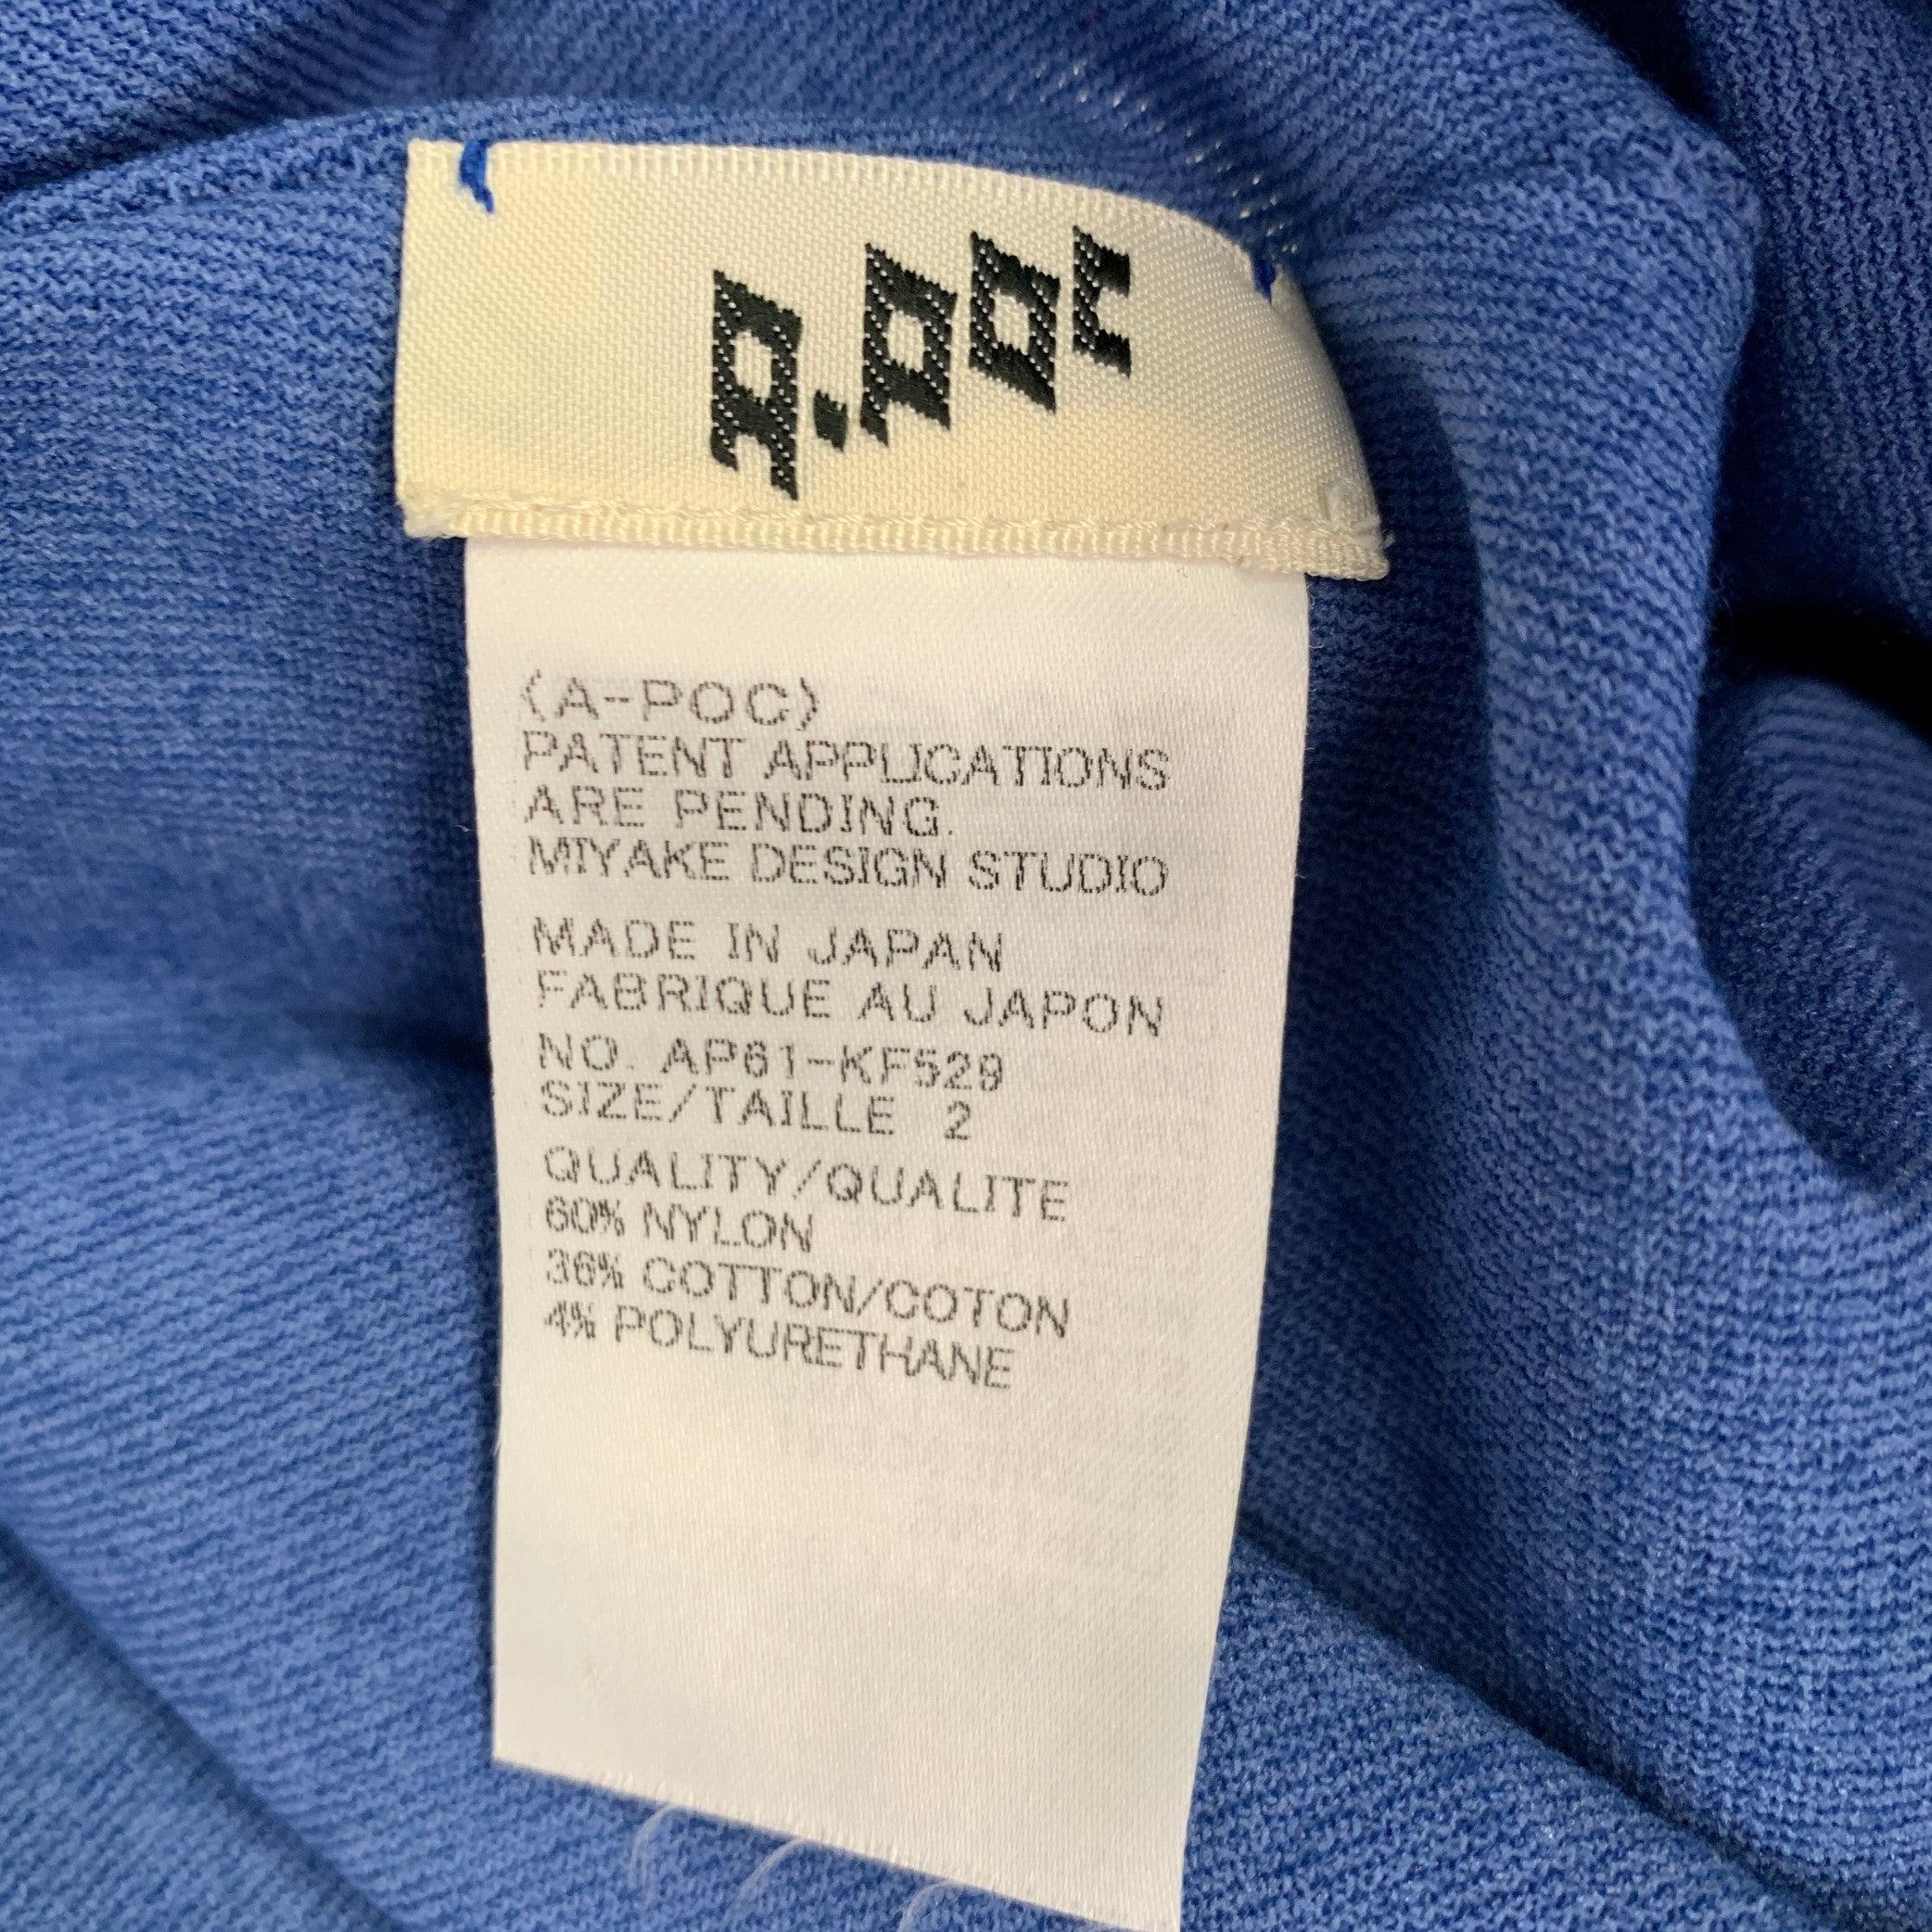 a.poc
(A-POC)
PATENT APPLICATIONS
ARE PENDING.
MIYAKE DESIGN STUDIO
MADE IN JAPAN
FABRIQUE AU JAPON
NO. AP61-KF529
SIZE/TAILLE 2
QUALITY/QUALITE
60% NYLON
36% COTTON/COTON
4% POLYURETHANE